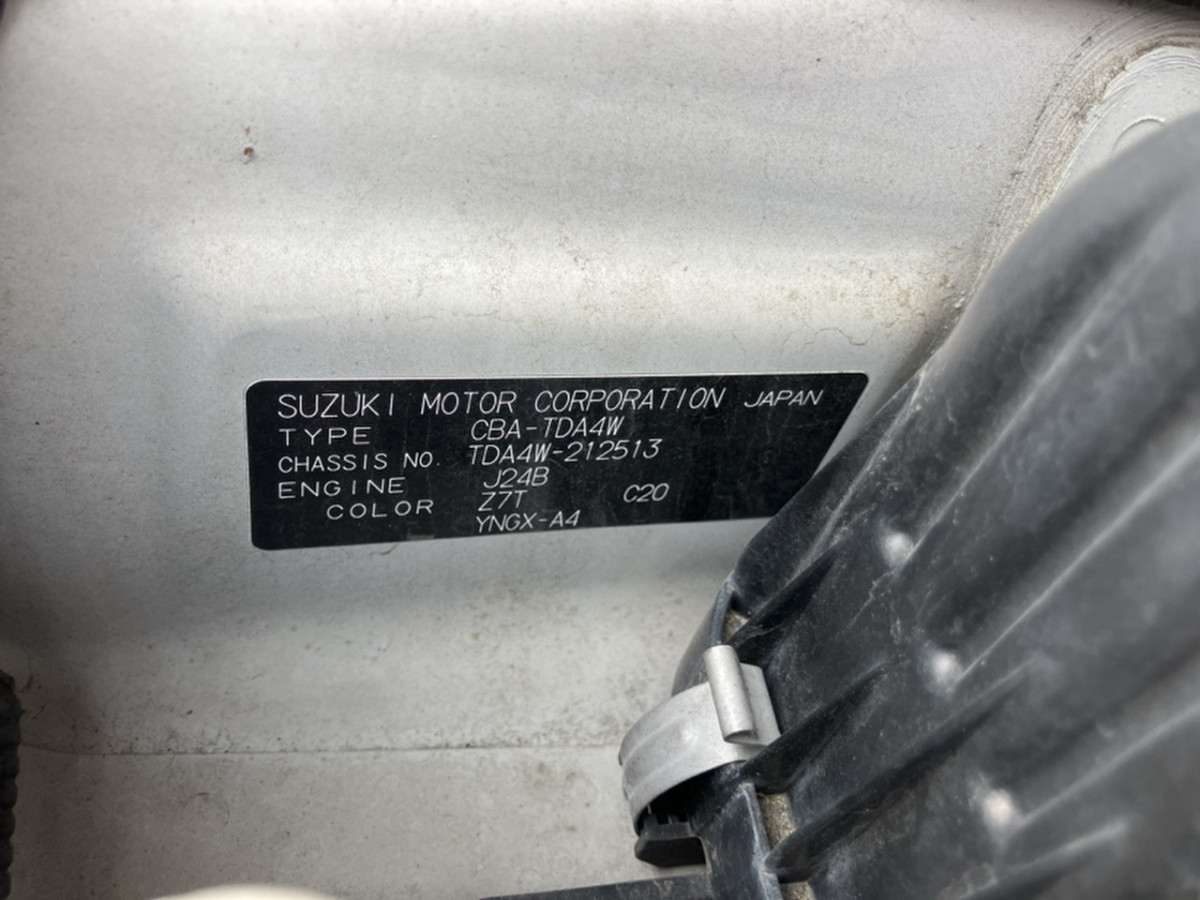 SUZUKI MOTOR CORPORATION JAPAN
TYPE CBA-TDA4W
CHASSIS NO. TDA4W-212513
ENGINE J24B
COLOR Z7T C20
YNGX-A4